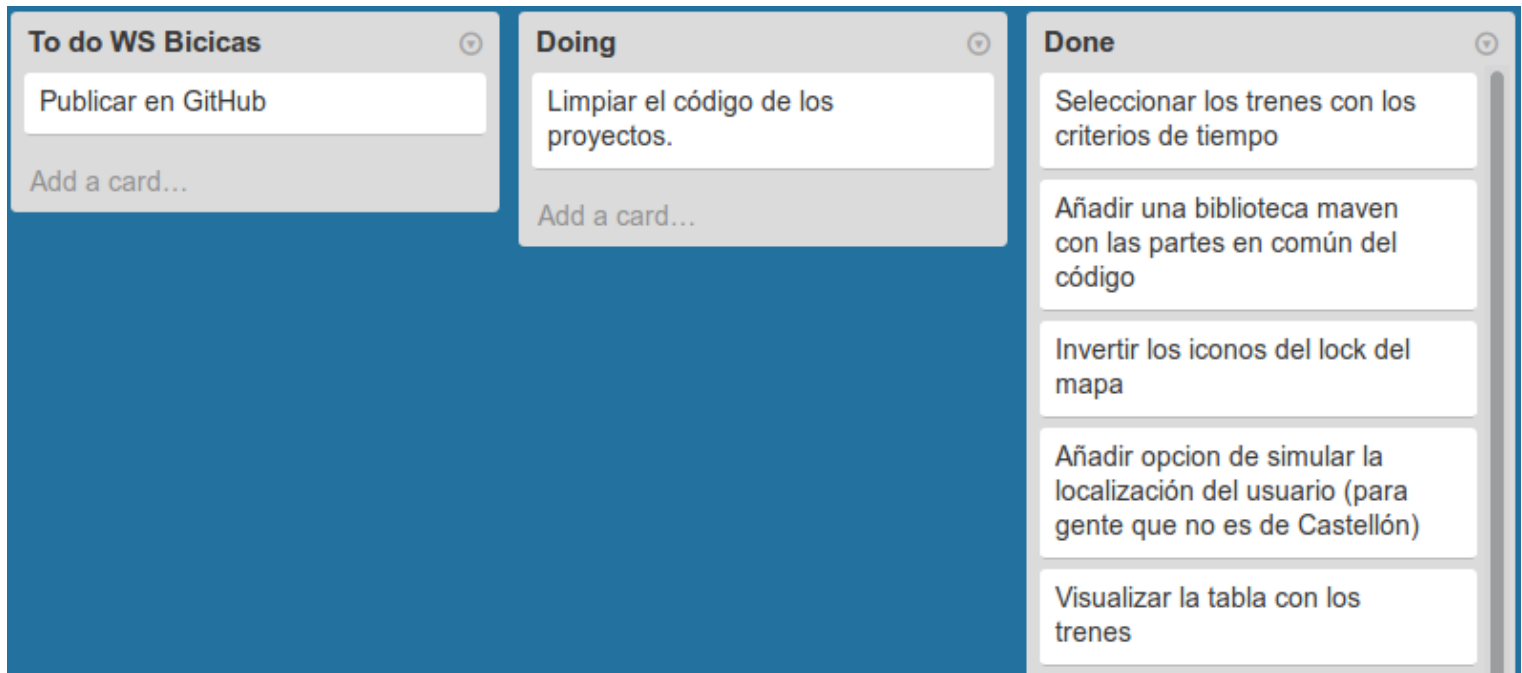 To do WS Bicicas
Publicar en GitHub
Add a card…
Doing
Limpiar el código de los
proyectos.
Add a card…
Done
Seleccionar los trenes con los
criterios de tiempo
Añadir una biblioteca maven
con las partes en común del
código
Invertir los iconos del lock del
mapa
Añadir opcion de simular la
localización del usuario (para
gente que no es de Castellón)
Visualizar la tabla con los
trenes